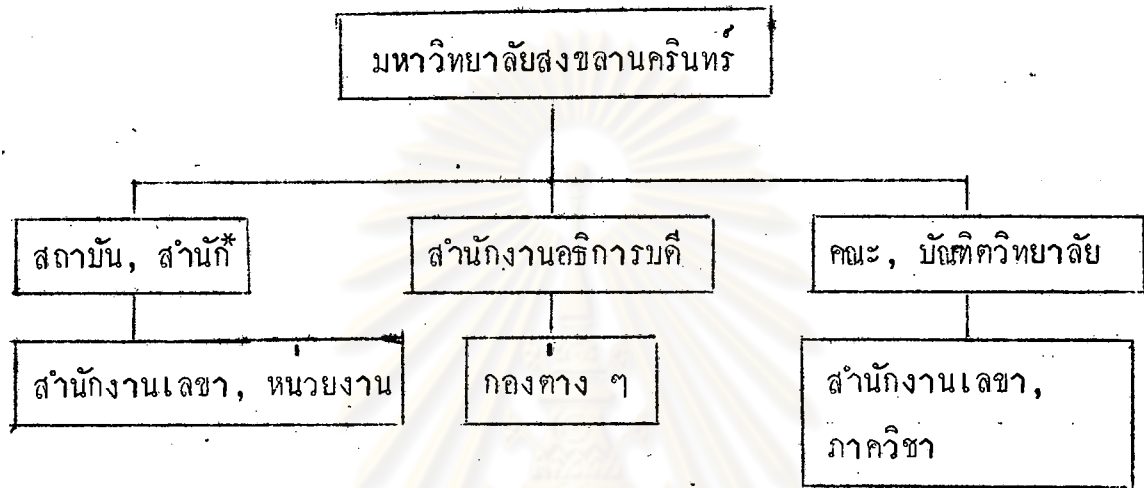 มหาวิทยาลัยสงขลานครินทร์
สถาบัน, สำนัก*
สำนักงานอธิการบดี
คณะ, บัณฑิตวิทยาลัย
สำนักงานเลขา, หน่วยงาน
กองต่าง ๆ
สำนักงานเลขา,
ภาควิชา